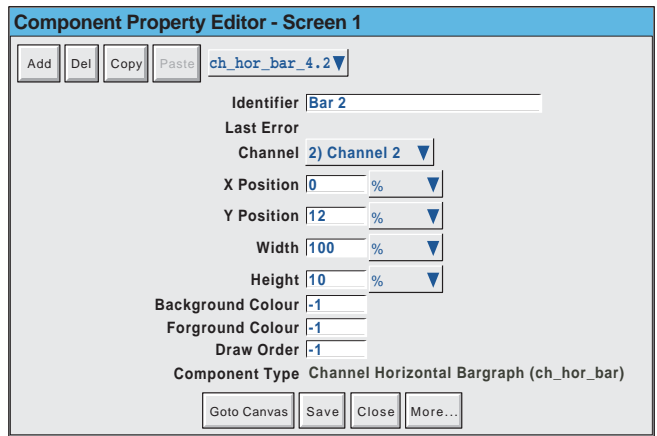 Component Property Editor - Screen 1
Add Del Copy Paste ch_hor_bar_4.2
Identifier Bar 2
Last Error
Channel 2) Channel 2
X Position 0 %
Y Position 12 %
Width 100 %
Height 10 %
Background Colour -1
Forground Colour -1
Draw Order -1
Component Type Channel Horizontal Bargraph (ch_hor_bar)
Goto Canvas Save Close More...